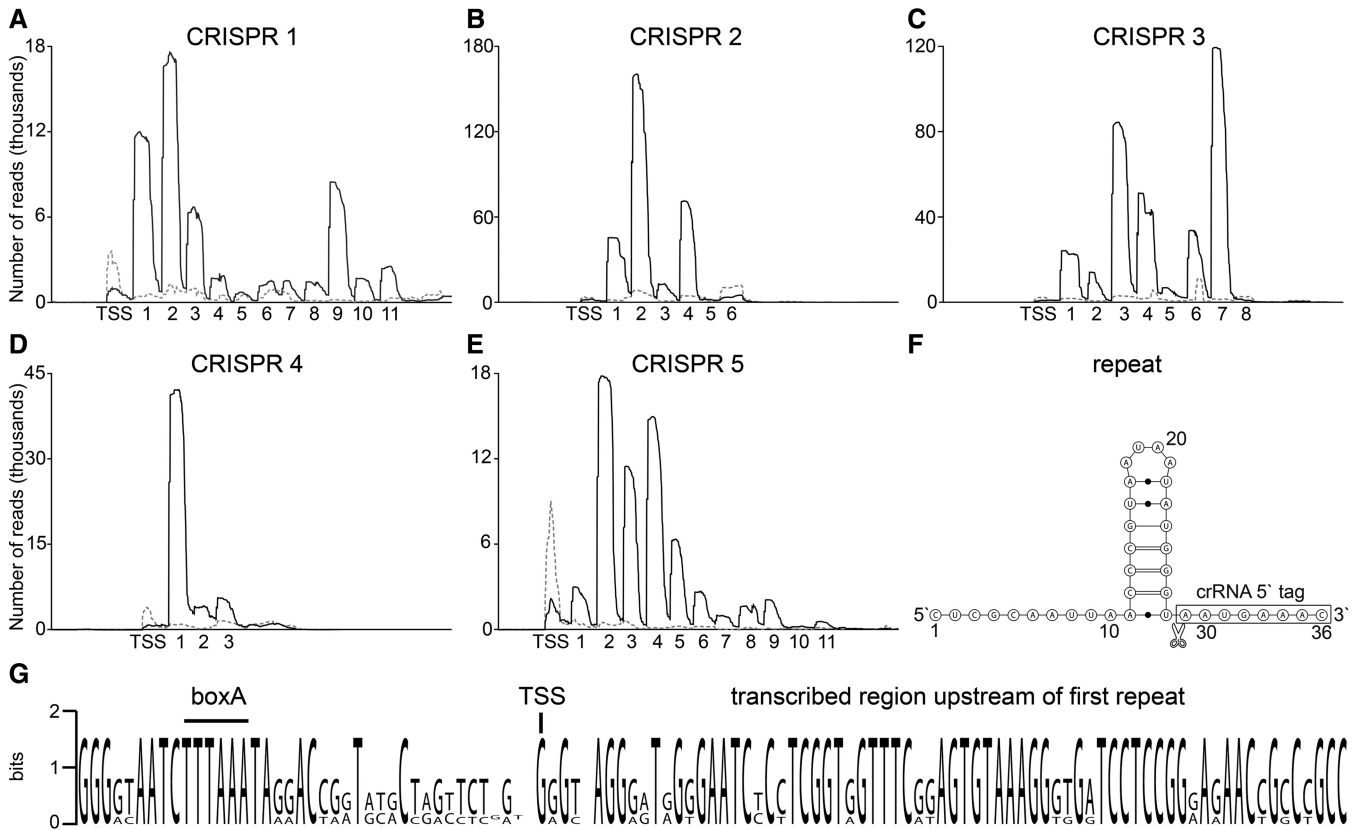 A
CRISPR 1
Number of reads (thousands)
18
12
6
0
TSS 1 2 3 4 5 6 7 8 9 10 11
B
CRISPR 2
180
120
60
0
TSS 1 2 3 4 5 6
C
CRISPR 3
120
80
40
0
TSS 1 2 3 4 5 6 7 8
D
CRISPR 4
Number of reads (thousands)
45
30
15
0
TSS 1 2 3
E
CRISPR 5
18
12
6
0
TSS 1 2 3 4 5 6 7 8 9 10 11
F
repeat
U A 20
A A
A U
U A
G U
C G
C G
C G
crRNA 5` tag
5` C U C G C A A U U A A U A A U G A A A C 3`
1 10 30 36
G
boxA
TSS
transcribed region upstream of first repeat
2
bits
1
0